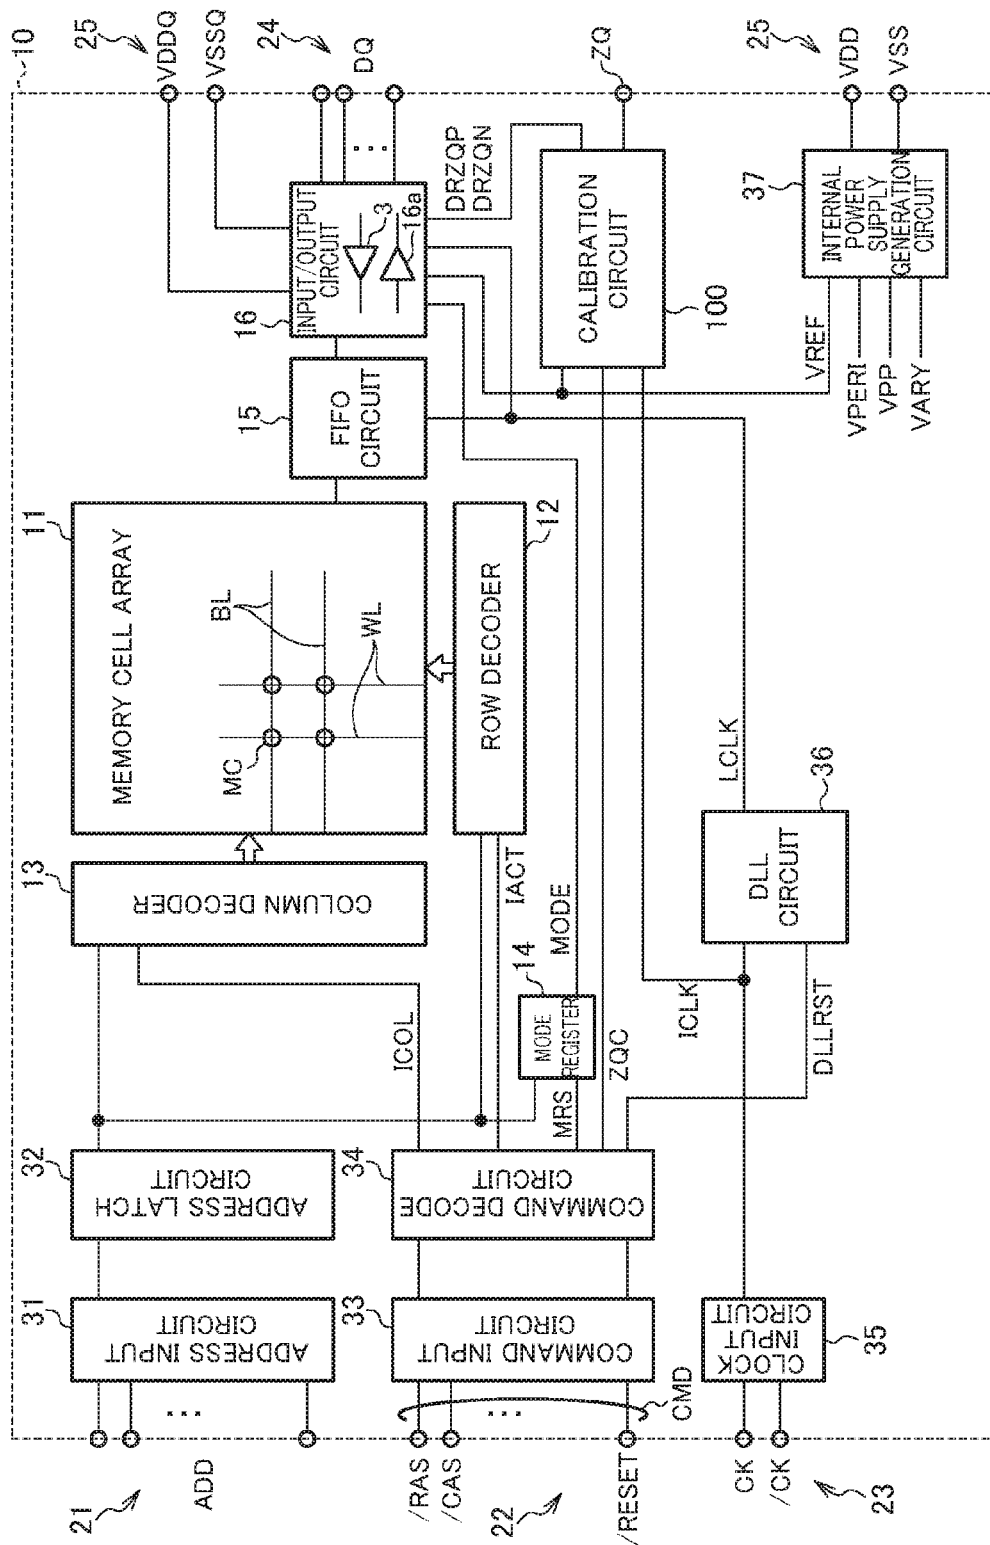 10
21
ADD
31
ADDRESS INPUT
CIRCUIT
32
ADDRESS LATCH
CIRCUIT
13
COLUMN DECODER
11
MEMORY CELL ARRAY
MC
BL
WL
15
FIFO
CIRCUIT
16
INPUT/OUTPUT
CIRCUIT
3
16a
25
VDDQ
VSSQ
24
DQ
/RAS
/CAS
22
/RESET
CMD
33
COMMAND INPUT
CIRCUIT
34
COMMAND DECODE
CIRCUIT
ICOL
IACT
12
ROW DECODER
14
MODE
REGISTER
MRS
MODE
ZQC
DRZQP
DRZQN
CALIBRATION
CIRCUIT
100
ZQ
CK
/CK
23
CLOCK
INPUT
CIRCUIT
35
ICLK
DLLRST
DLL
CIRCUIT
36
LCLK
VREF
VPERI
VPP
VARY
37
INTERNAL
POWER
SUPPLY
GENERATION
CIRCUIT
25
VDD
VSS